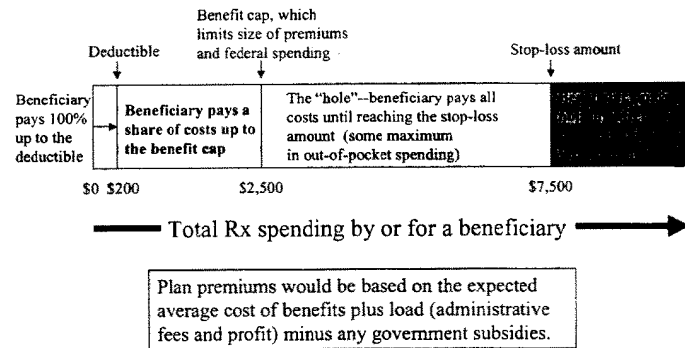 Benefit cap, which
limits size of premiums
and federal spending
Deductible
Stop-loss amount
Beneficiary
pays 100%
up to the
deductible
Beneficiary pays a
share of costs up to
the benefit cap
The "hole"--beneficiary pays all
costs until reaching the stop-loss
amount (some maximum
in out-of-pocket spending)
$0 $200
$2,500
$7,500
Total Rx spending by or for a beneficiary
Plan premiums would be based on the expected
average cost of benefits plus load (administrative
fees and profit) minus any government subsidies.